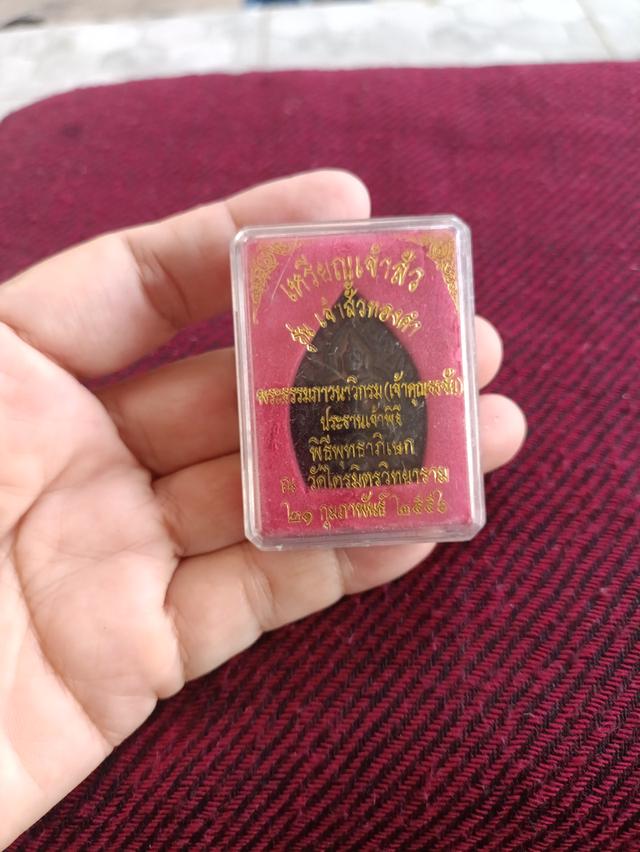 เหรียญเจ้าสัว
รุ่น เจ้าสัวทองคำ
พระธรรมภาวนาวิกรม(เจ้าคุณธงชัย)
ประธานเจ้าพิธี
พิธีพุทธาภิเษก
ณ วัดไตรมิตรวิทยาราม
๒๑ กุมภาพันธ์ ๒๕๕๖